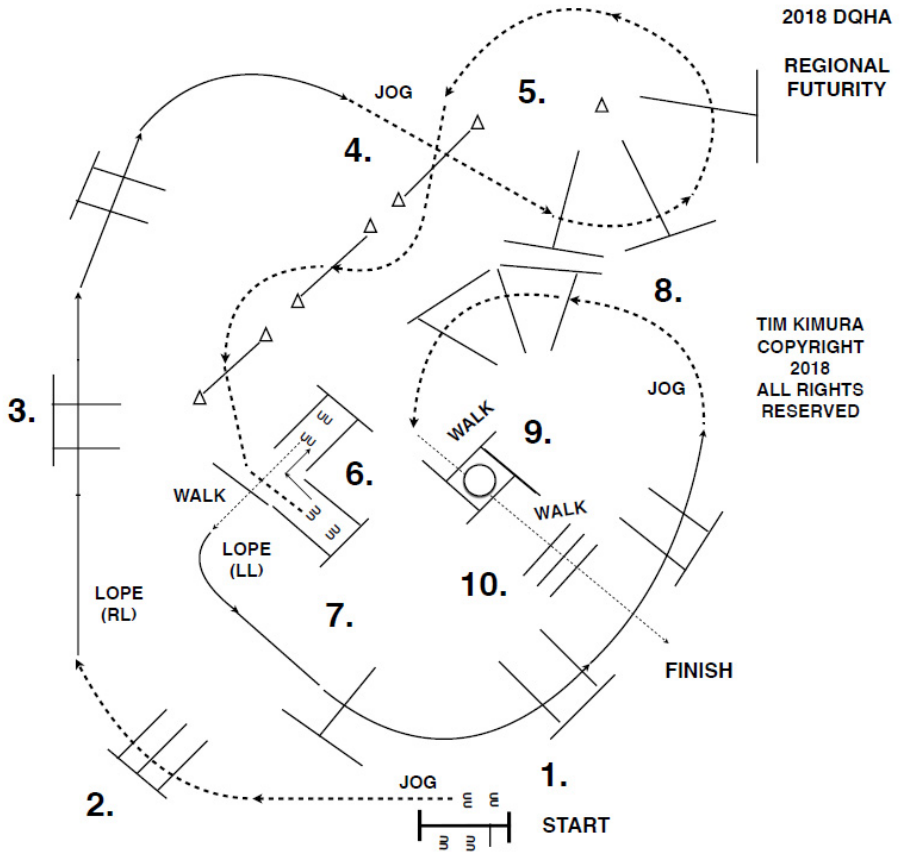 2018 DQHA
REGIONAL
FUTURITY
JOG
5.
4.
8.
TIM KIMURA
COPYRIGHT
2018
ALL RIGHTS
RESERVED
JOG
3.
WALK
9.
6.
WALK
WALK
LOPE
(LL)
10.
LOPE
(RL)
7.
FINISH
1.
JOG
2.
START